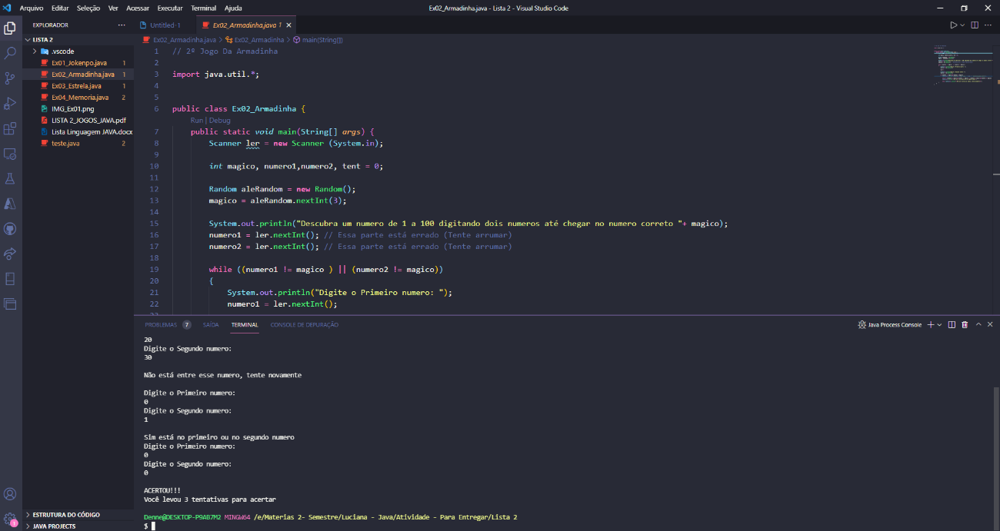 Arquivo Editar Seleção Ver Acessar Executar Terminal Ajuda
Ex02_Armadinha.java - Lista 2 - Visual Studio Code
EXPLORADOR
LISTA 2
.vscode
Ex01_Jokenpo.java 1
Ex02_Armadinha.java 1
Ex03_Estrela.java 1
Ex04_Memoria.java 2
IMG_Ex01.png
LISTA 2_JOGOS_JAVA.pdf
Lista Linguagem JAVA.docx
teste.java 2
ESTRUTURA DO CÓDIGO
JAVA PROJECTS
1
Untitled-1
Ex02_Armadinha.java 1
Ex02_Armadinha.java > Ex02_Armadinha > main(String[])
1 // 2º Jogo Da Armadinha
2
3 import java.util.*;
4
5
6 public class Ex02_Armadinha {
Run | Debug
7 public static void main(String[] args) {
8 Scanner ler = new Scanner (System.in);
9
10 int magico, numero1,numero2, tent = 0;
11
12 Random aleRandom = new Random();
13 magico = aleRandom.nextInt(3);
14
15 System.out.println("Descubra um numero de 1 a 100 digitando dois numeros até chegar no numero correto "+ magico);
16 numero1 = ler.nextInt(); // Essa parte está errado (Tente arrumar)
17 numero2 = ler.nextInt(); // Essa parte está errado (Tente arrumar)
18
19 while ((numero1 != magico ) || (numero2 != magico))
20 {
21 System.out.println("Digite o Primeiro numero: ");
22 numero1 = ler.nextInt();
PROBLEMAS 7 SAÍDA TERMINAL CONSOLE DE DEPURAÇÃO
Java Process Console
20
Digite o Segundo numero:
30
Não está entre esse numero, tente novamente
Digite o Primeiro numero:
0
Digite o Segundo numero:
1
Sim está no primeiro ou no segundo numero
Digite o Primeiro numero:
0
Digite o Segundo numero:
0
ACERTOU!!!
Você levou 3 tentativas para acertar
Denne@DESKTOP-P9AB7M2 MINGW64 /e/Materias 2- Semestre/Luciana - Java/Atividade - Para Entregar/Lista 2
$